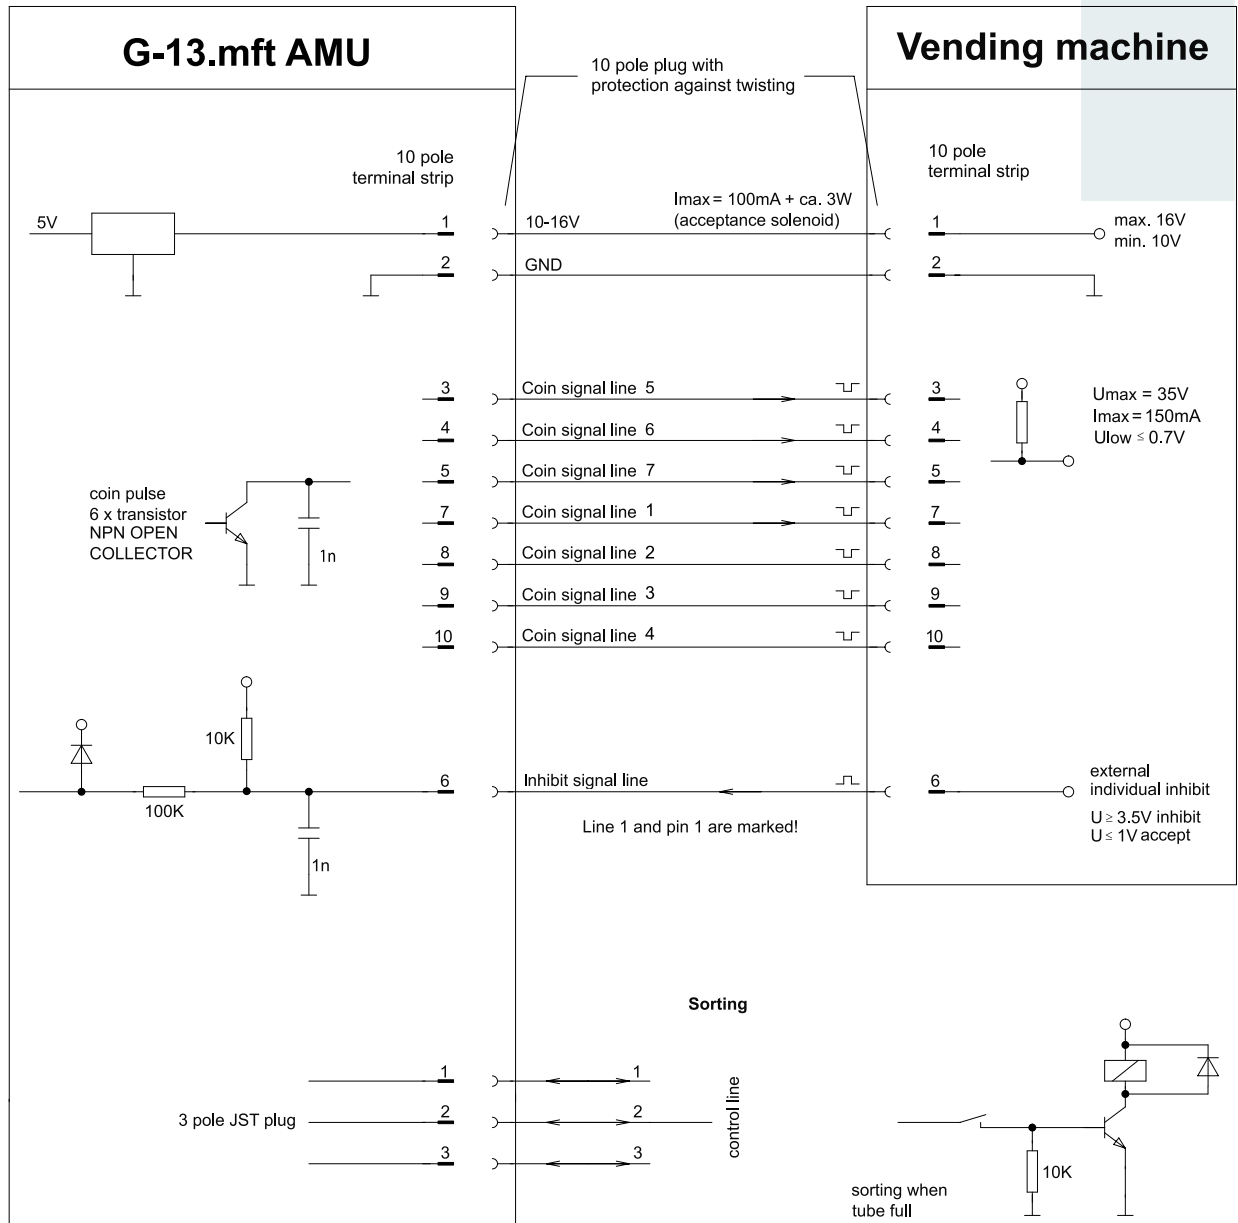 G-13.mft AMU
Vending machine
10 pole plug with
protection against twisting
10 pole
terminal strip
10 pole
terminal strip
Imax = 100mA + ca. 3W
(acceptance solenoid)
5V
1
10-16V
1
max. 16V
min. 10V
2
GND
2
3
Coin signal line 5
3
Umax = 35V
Imax = 150mA
Ulow ≤ 0.7V
4
Coin signal line 6
4
5
Coin signal line 7
5
coin pulse
6 x transistor
NPN OPEN
COLLECTOR
1n
7
Coin signal line 1
7
8
Coin signal line 2
8
9
Coin signal line 3
9
10
Coin signal line 4
10
10K
100K
1n
6
Inhibit signal line
6
external
individual inhibit
U ≥ 3.5V inhibit
U ≤ 1V accept
Line 1 and pin 1 are marked!
Sorting
1
1
3 pole JST plug
2
2
3
3
control line
10K
sorting when
tube full